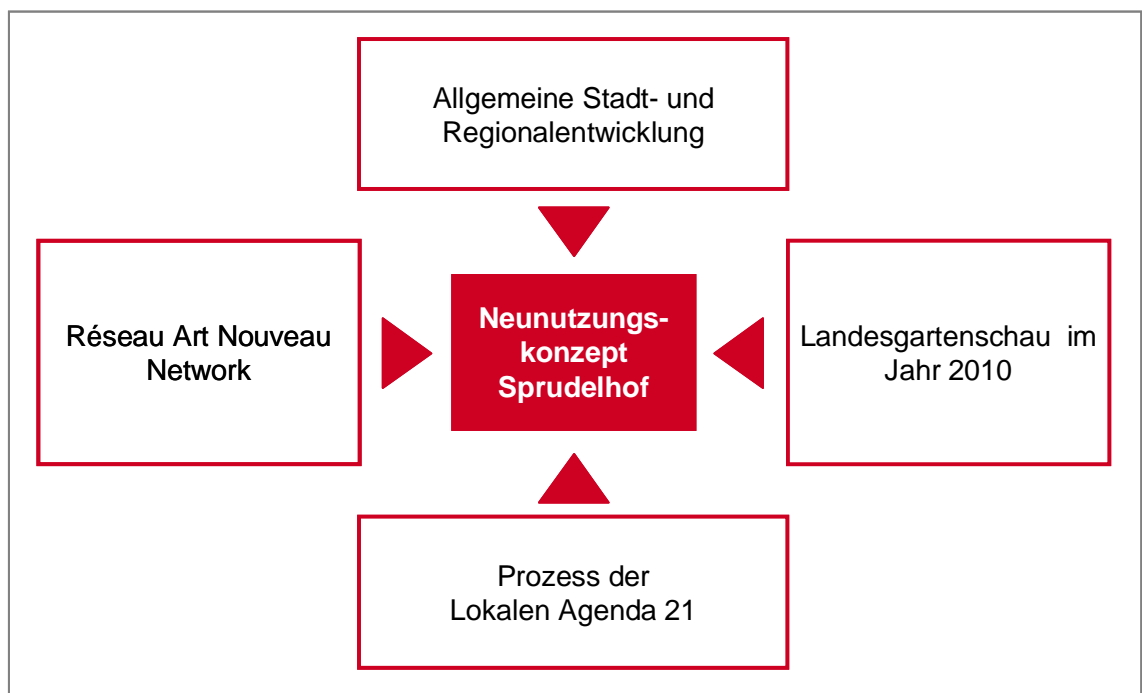 Allgemeine Stadt- und
Regionalentwicklung
Réseau Art Nouveau
Network
Neunutzungs-
konzept
Sprudelhof
Landesgartenschau im
Jahr 2010
Prozess der
Lokalen Agenda 21